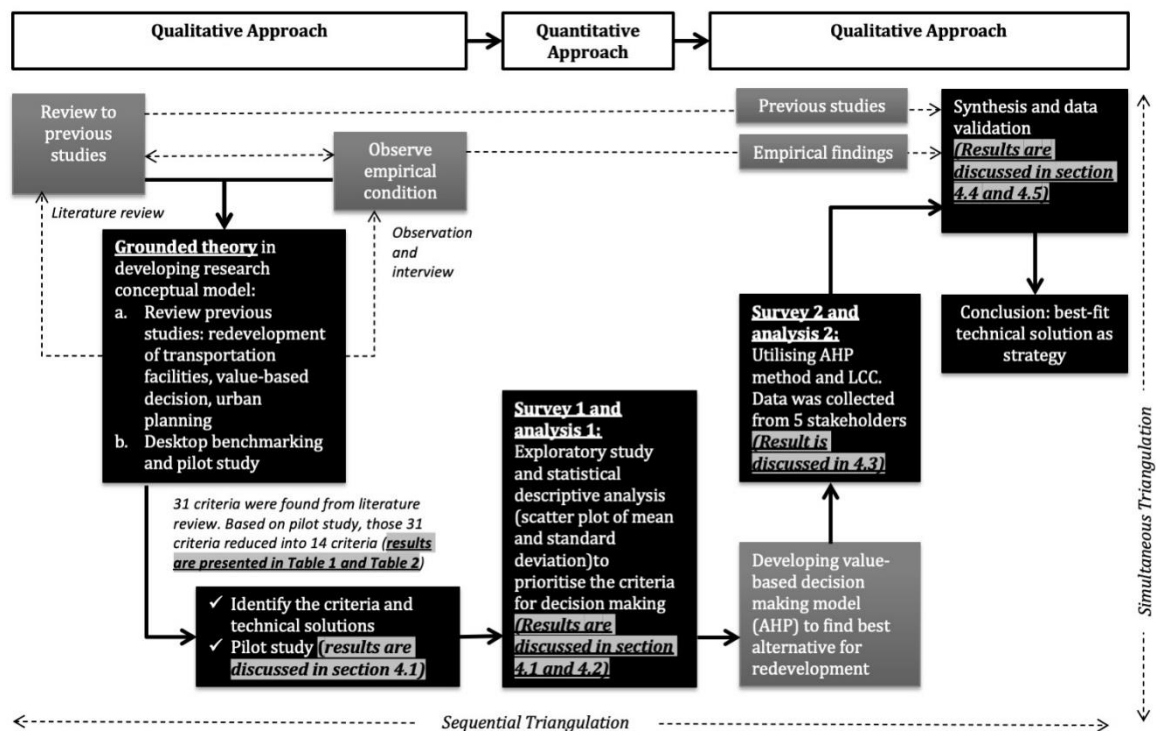 Qualitative Approach
Quantitative
Approach
Qualitative Approach
Review to
previous
studies
Observe
empirical
condition
Previous studies
Empirical findings
Synthesis and data
validation
(Results are
discussed in section
4.4 and 4.5)
Literature review
Observation
and
interview
Grounded theory in
developing research
conceptual model:
a. Review previous
studies: redevelopment
of transportation
facilities, value-based
decision, urban
planning
b. Desktop benchmarking
and pilot study
31 criteria were found from literature
review. Based on pilot study, those 31
criteria reduced into 14 criteria (results
are presented in Table 1 and Table 2)
✓ Identify the criteria and
technical solutions
✓ Pilot study (results are
discussed in section 4.1)
Survey 1 and
analysis 1:
Exploratory study
and statistical
descriptive analysis
(scatter plot of mean
and standard
deviation)to
prioritise the criteria
for decision making
(Results are
discussed in section
4.1 and 4.2)
Survey 2 and
analysis 2:
Utilising AHP
method and LCC.
Data was collected
from 5 stakeholders
(Result is
discussed in 4.3)
Developing value-
based decision
making model
(AHP) to find best
alternative for
redevelopment
Conclusion: best-fit
technical solution as
strategy
Simultaneous Triangulation
Sequential Triangulation